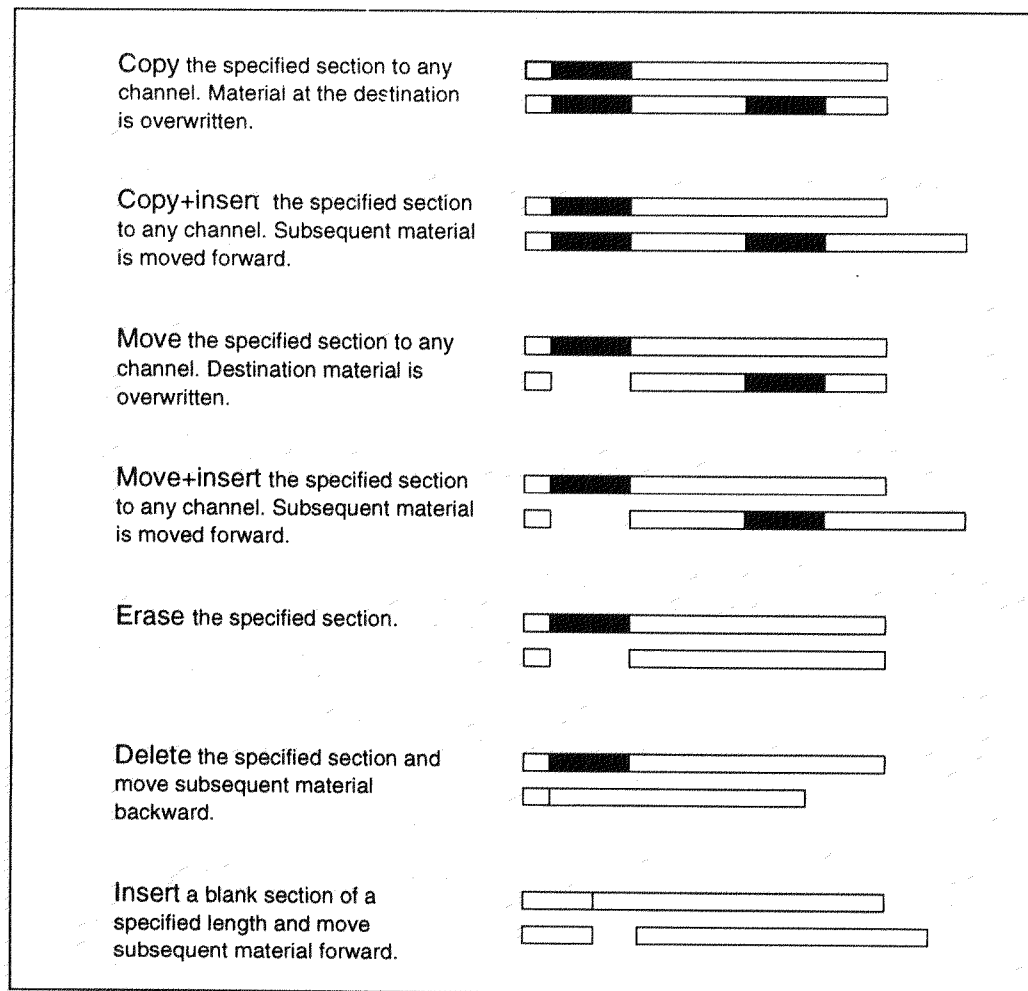 Copy the specified section to any
channel. Material at the destination
is overwritten.
Copy+insert the specified section
to any channel. Subsequent material
is moved forward.
Move the specified section to any
channel. Destination material is
overwritten.
Move+insert the specified section
to any channel. Subsequent material
is moved forward.
Erase the specified section.
Delete the specified section and
move subsequent material
backward.
Insert a blank section of a
specified length and move
subsequent material forward.